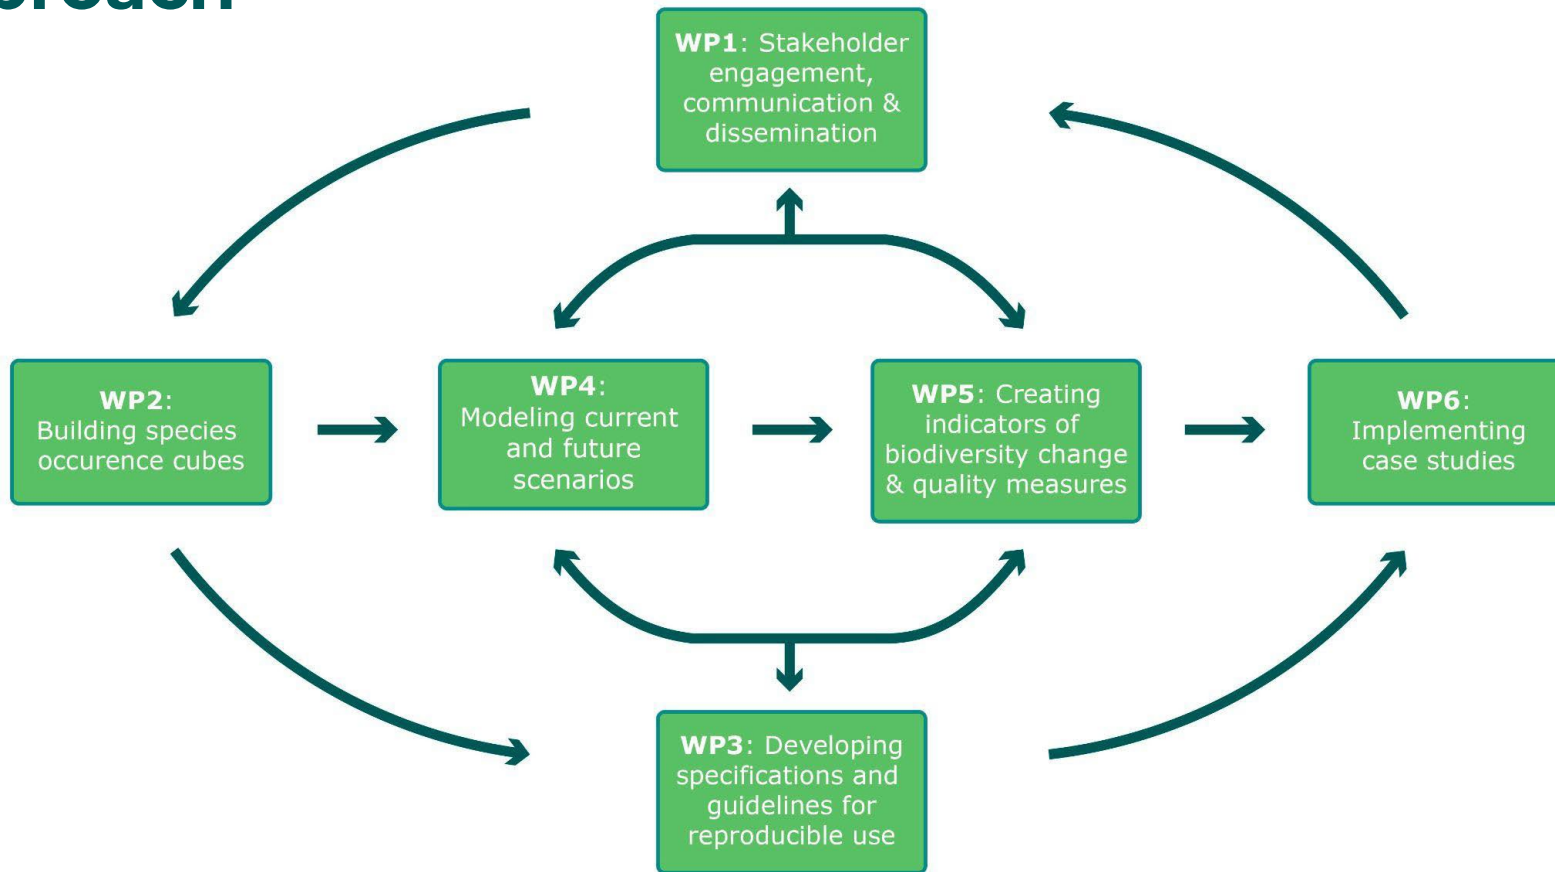 WP1: Stakeholder
engagement,
communication &
dissemination
WP2:
Building species
occurence cubes
WP4:
Modeling current
and future
scenarios
WP5: Creating
indicators of
biodiversity change
& quality measures
WP6:
Implementing
case studies
WP3: Developing
specifications and
guidelines for
reproducible use